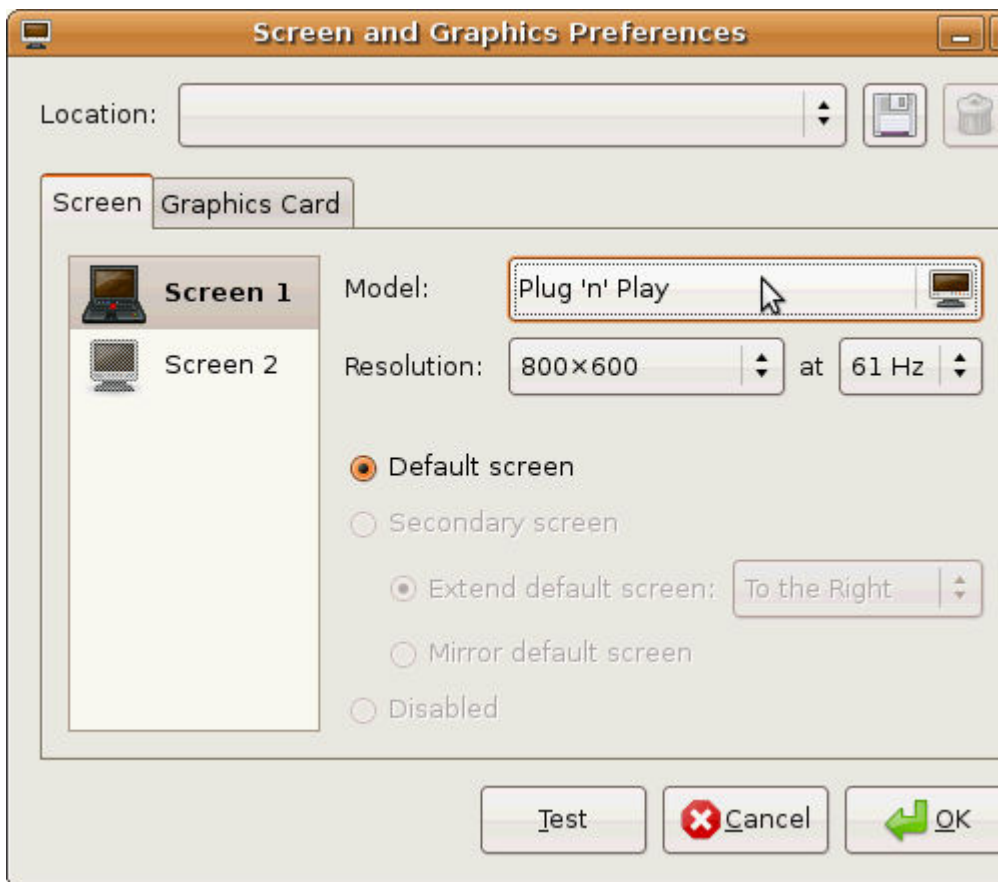 Screen and Graphics Preferences
Location:
Screen Graphics Card
Screen 1
Screen 2
Model: Plug 'n' Play
Resolution: 800×600 at 61 Hz
Default screen
Secondary screen
Extend default screen: To the Right
Mirror default screen
Disabled
Test Cancel OK